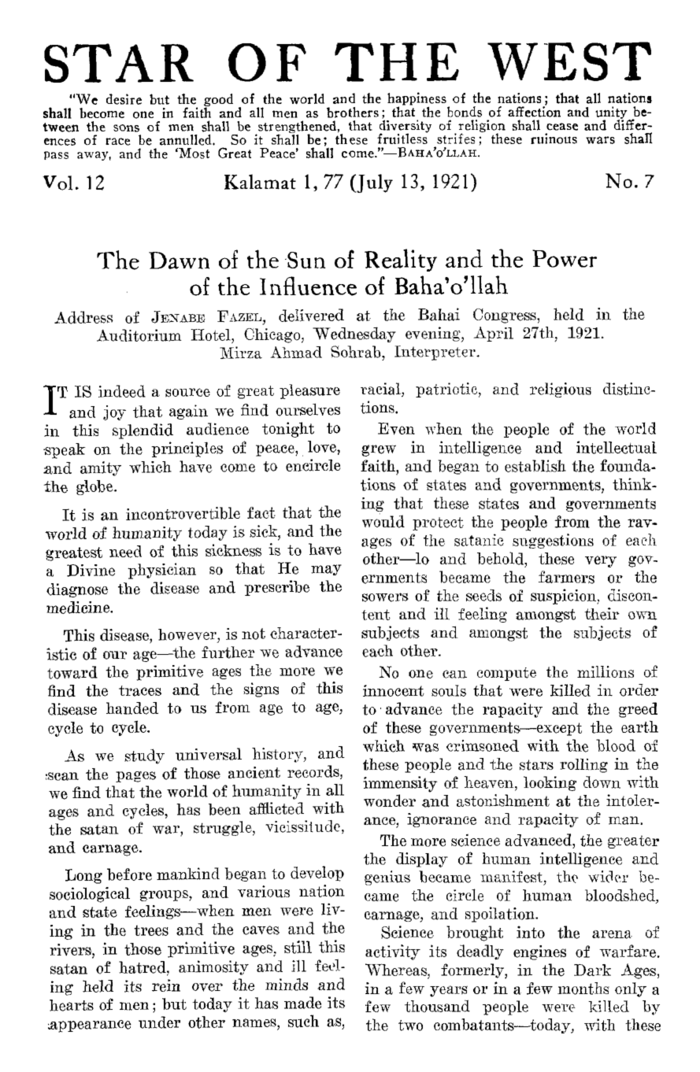 STAR OF THE WEST
"We desire but the good of the world and the happiness of the nations; that all nations
shall become one in faith and all men as brothers; that the bonds of affection and unity be-
tween the sons of men shall be strengthened, that diversity of religion shall cease and differ-
ences of race be annulled. So it shall be; these fruitless strifes; these ruinous wars shall
pass away, and the 'Most Great Peace' shall come."—BAHA'O'LLAH.
Vol. 12 Kalamat 1, 77 (July 13, 1921) No. 7
The Dawn of the Sun of Reality and the Power
of the Influence of Baha'o'llah
Address of JENABE FAZEL, delivered at the Bahai Congress, held in the
Auditorium Hotel, Chicago, Wednesday evening, April 27th, 1921.
Mirza Ahmad Sohrab, Interpreter.
IT IS indeed a source of great pleasure
and joy that again we find ourselves
in this splendid audience tonight to
speak on the principles of peace, love,
and amity which have come to encircle
the globe.
It is an incontrovertible fact that the
world of humanity today is sick, and the
greatest need of this sickness is to have
a Divine physician so that He may
diagnose the disease and prescribe the
medicine.
This disease, however, is not character-
istic of our age—the further we advance
toward the primitive ages the more we
find the traces and the signs of this
disease handed to us from age to age,
cycle to cycle.
As we study universal history, and
scan the pages of those ancient records,
we find that the world of humanity in all
ages and cycles, has been afflicted with
the satan of war, struggle, vicissitude,
and carnage.
Long before mankind began to develop
sociological groups, and various nation
and state feelings—when men were liv-
ing in the trees and the caves and the
rivers, in those primitive ages, still this
satan of hatred, animosity and ill feel-
ing held its rein over the minds and
hearts of men; but today it has made its
appearance under other names, such as,
racial, patriotic, and religious distinc-
tions.
Even when the people of the world
grew in intelligence and intellectual
faith, and began to establish the founda-
tions of states and governments, think-
ing that these states and governments
would protect the people from the rav-
ages of the satanic suggestions of each
other—lo and behold, these very gov-
ernments became the farmers or the
sowers of the seeds of suspicion, discon-
tent and ill feeling amongst their own
subjects and amongst the subjects of
each other.
No one can compute the millions of
innocent souls that were killed in order
to advance the rapacity and the greed
of these governments—except the earth
which was crimsoned with the blood of
these people and the stars rolling in the
immensity of heaven, looking down with
wonder and astonishment at the intoler-
ance, ignorance and rapacity of man.
The more science advanced, the greater
the display of human intelligence and
genius became manifest, the wider be-
came the circle of human bloodshed,
carnage, and spoilation.
Science brought into the arena of
activity its deadly engines of warfare.
Whereas, formerly, in the Dark Ages,
in a few years or in a few months only a
few thousand people were killed by
the two combatants—today, with these